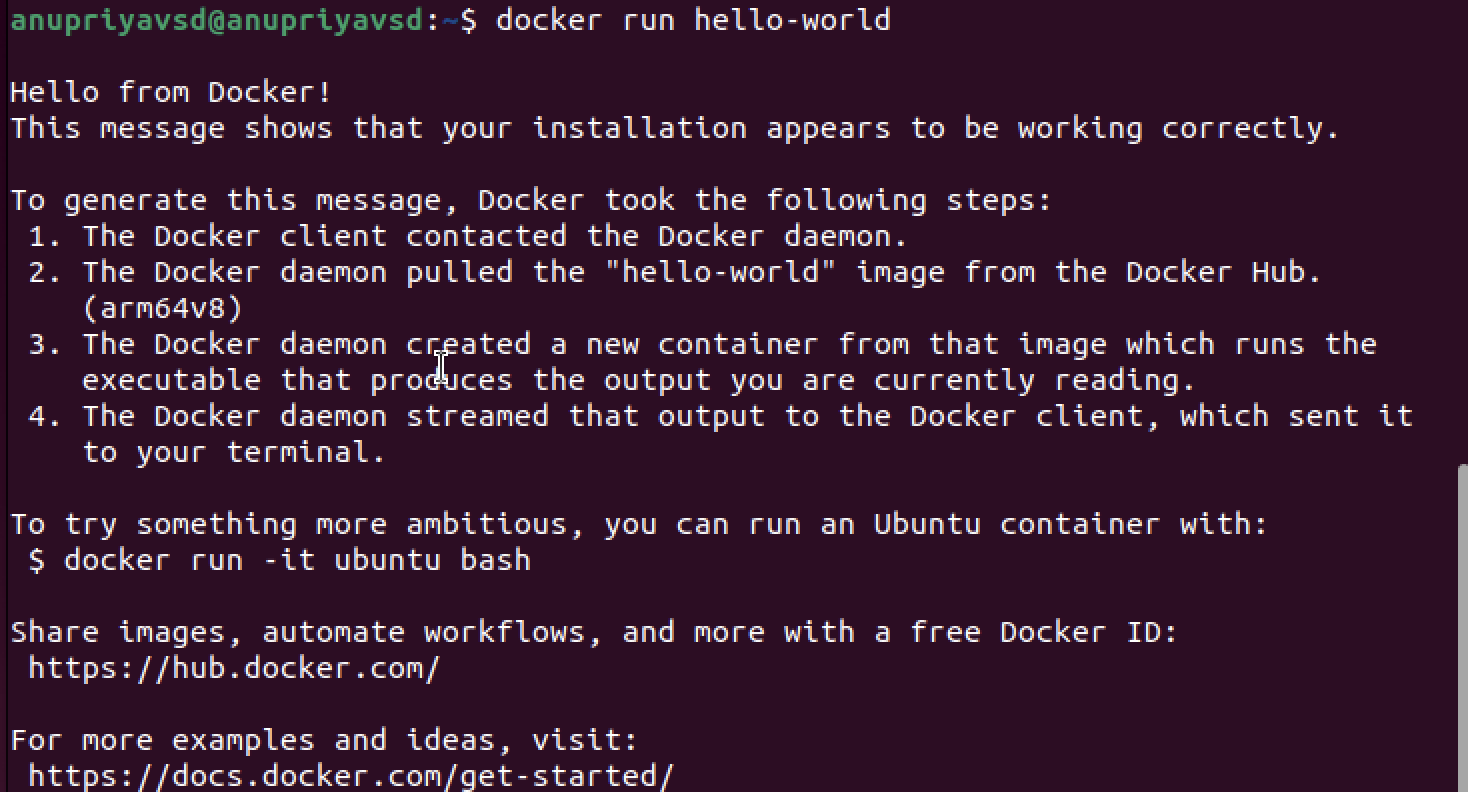 anupriyavsd@anupriyavsd:~$ docker run hello-world
Hello from Docker!
This message shows that your installation appears to be working correctly.
To generate this message, Docker took the following steps:
1. The Docker client contacted the Docker daemon.
2. The Docker daemon pulled the "hello-world" image from the Docker Hub.
(arm64v8)
3. The Docker daemon created a new container from that image which runs the
executable that produces the output you are currently reading.
4. The Docker daemon streamed that output to the Docker client, which sent it
to your terminal.
To try something more ambitious, you can run an Ubuntu container with:
$ docker run -it ubuntu bash
Share images, automate workflows, and more with a free Docker ID:
https://hub.docker.com/
For more examples and ideas, visit:
https://docs.docker.com/get-started/